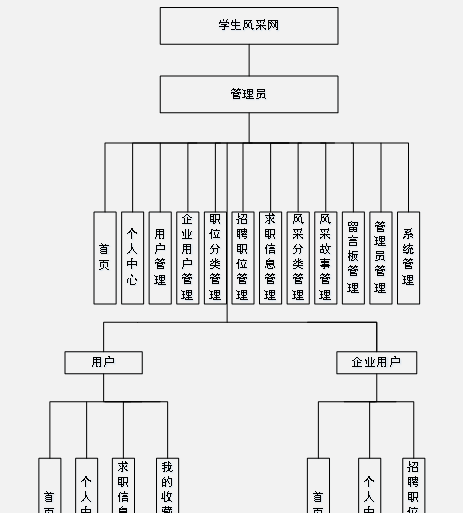 学生风采网
管理员
首页
个人中心
用户管理
企业用户管理
职位分类管理
招聘职位管理
求职信息管理
风采分类管理
风采故事管理
留言板管理
管理员管理
系统管理
用户
企业用户
首页
个人中
求职信息
我的收藏
首页
个人中
招聘职位